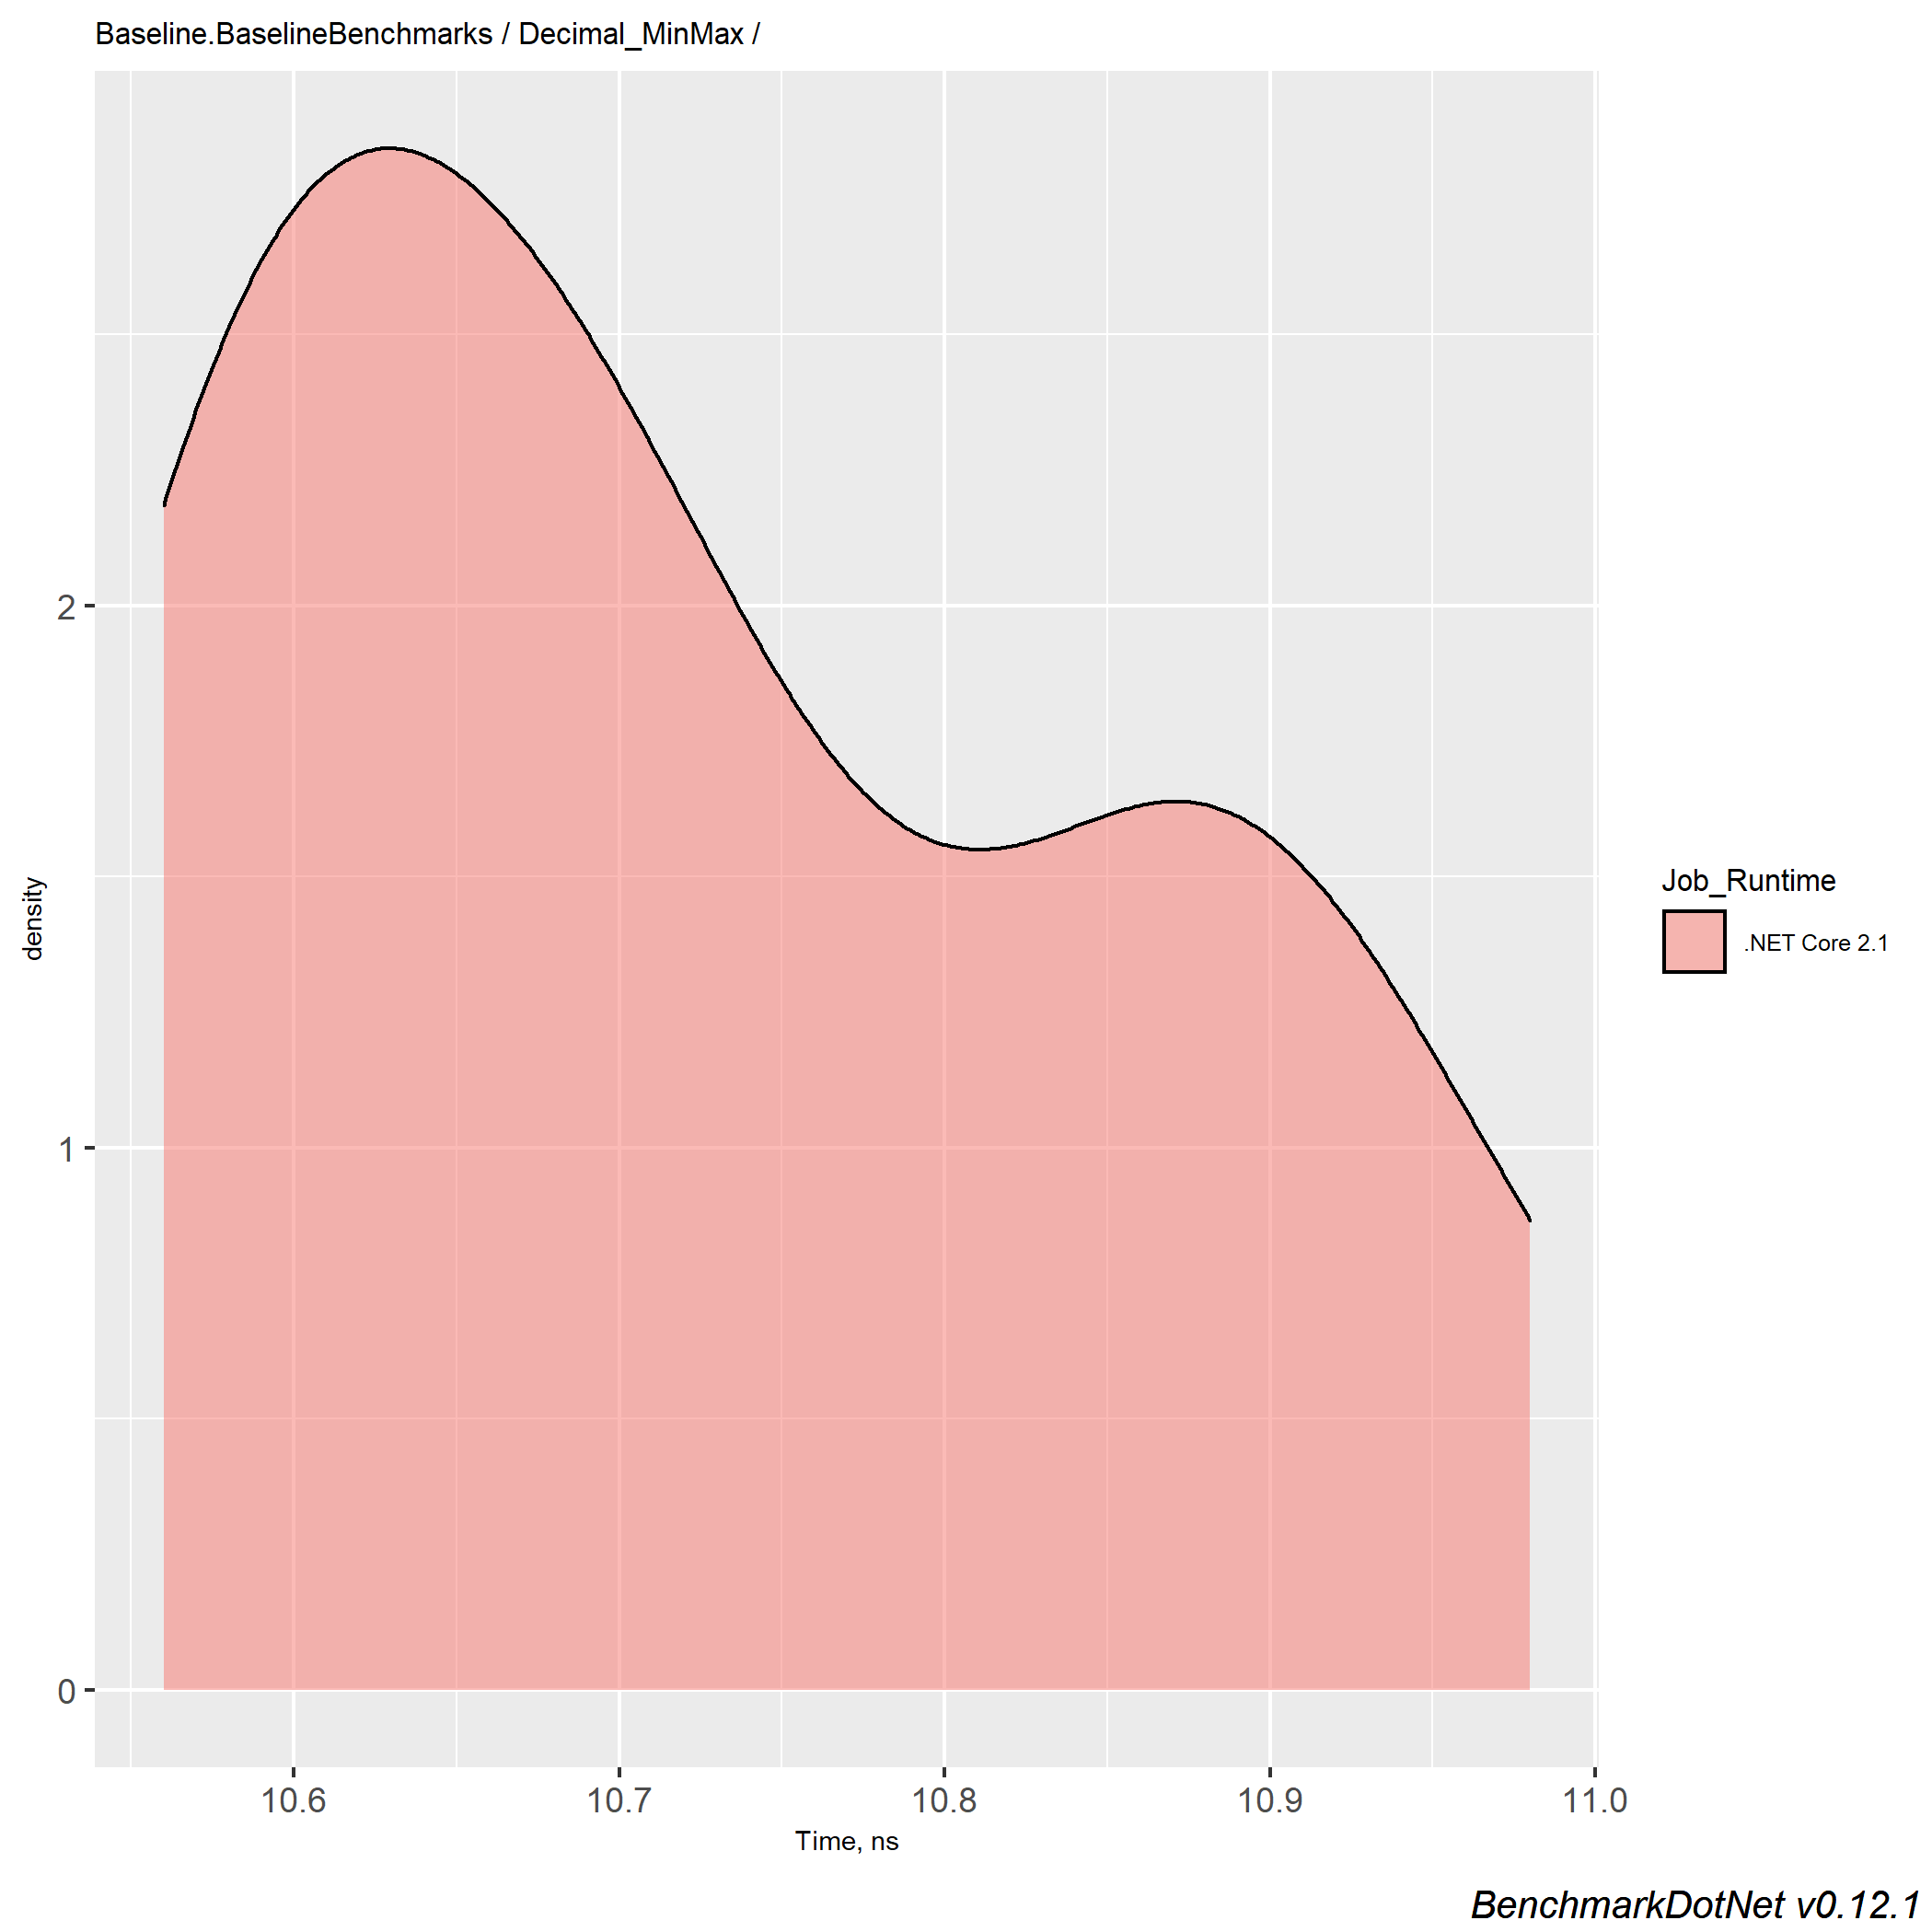 Baseline.BaselineBenchmarks / Decimal_MinMax /
density
2
1
0
10.6 10.7 10.8 10.9 11.0
Time, ns
Job_Runtime
.NET Core 2.1
BenchmarkDotNet v0.12.1